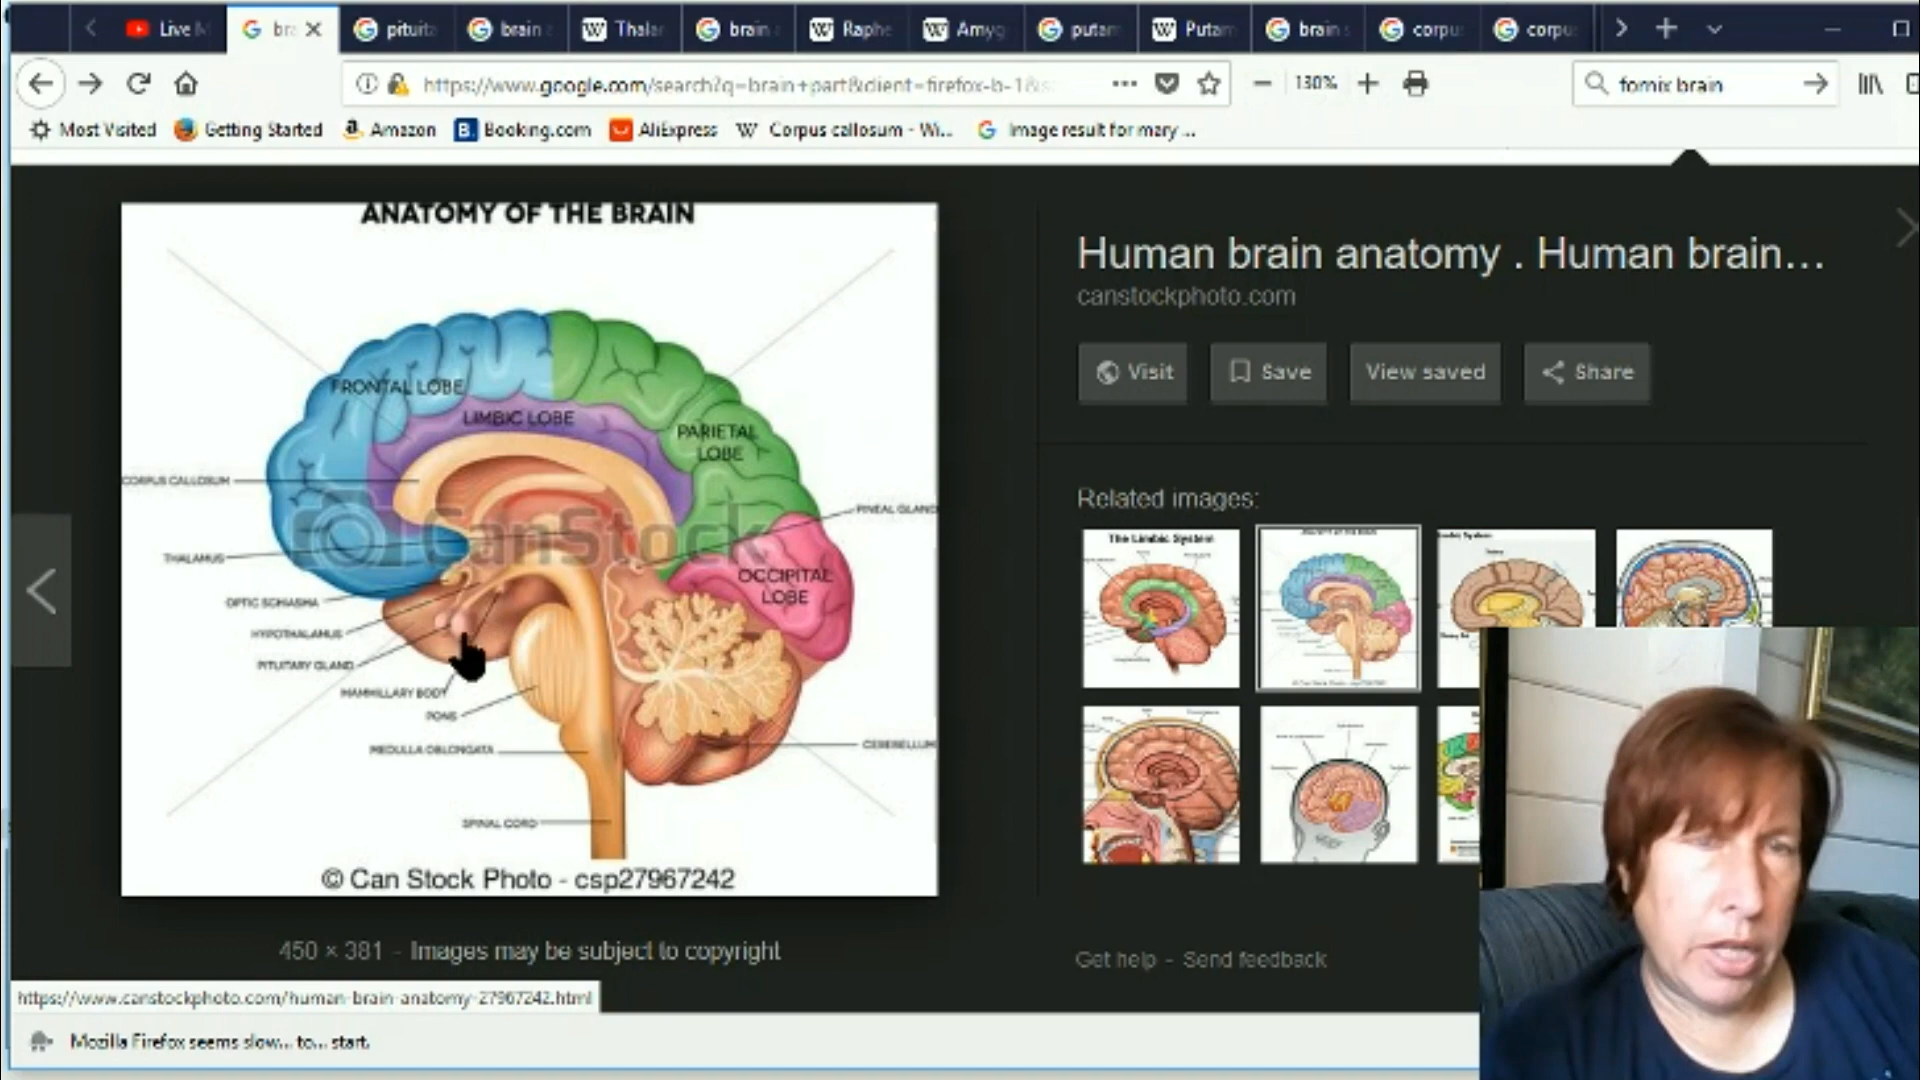 Live
br
pituit
brain
Thala
brain
Raphe
Amyg
putam
Putam
brain s
corpu
corpu
https://www.google.com/search?q=brain+part&client=firefox-b-1&s
130%
fornix brain
Most Visited
Getting Started
Amazon
Booking.com
AliExpress
Corpus callosum - Wi...
Image result for mary ...
ANATOMY OF THE BRAIN
FRONTAL LOBE
LIMBIC LOBE
PARIETAL
LOBE
CORPUS CALLOSUM
PINEAL GLAND
CanStock
THALAMUS
OCCIPITAL
LOBE
OPTIC SCHIASMA
HYPOTHALAMUS
PITUITARY GLAND
MAMMILLARY BODY
PONS
MEDULLA OBLONGATA
CEREBELLUM
SPINAL CORD
© Can Stock Photo - csp27967242
450 × 381 - Images may be subject to copyright
Human brain anatomy . Human brain...
canstockphoto.com
Visit
Save
View saved
Share
Related images:
The Limbic System
Get help - Send feedback
https://www.canstockphoto.com/human-brain-anatomy-27967242.html
Mozilla Firefox seems slow... to... start.